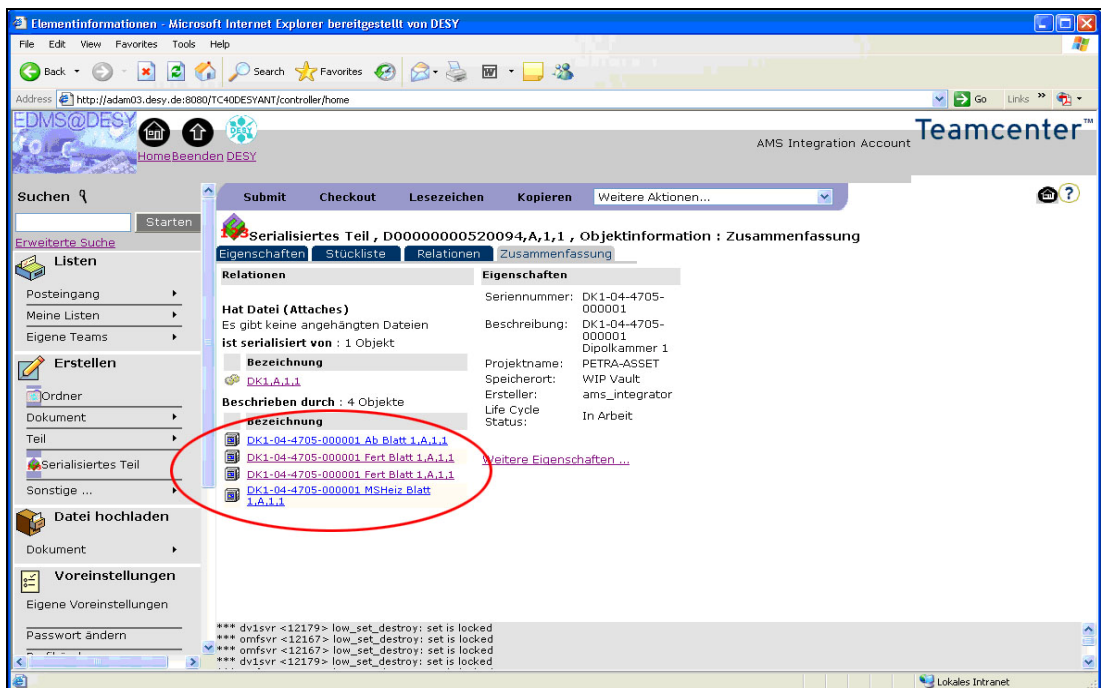 Elementinformationen - Microsoft Internet Explorer bereitgestellt von DESY
File Edit View Favorites Tools Help
Back Search Favorites
Address http://adam03.desy.de:8080/TC40DESYANT/controller/home Go Links »
EDMS@DESY
Home Beenden DESY
AMS Integration Account
Teamcenter™
Suchen
Starten
Erweiterte Suche
Listen
Posteingang
Meine Listen
Eigene Teams
Erstellen
Ordner
Dokument
Teil
Serialisiertes Teil
Sonstige ...
Datei hochladen
Dokument
Voreinstellungen
Eigene Voreinstellungen
Passwort ändern
Submit Checkout Lesezeichen Kopieren Weitere Aktionen...
Serialisiertes Teil , D00000000520094,A,1,1 , Objektinformation : Zusammenfassung
Eigenschaften Stückliste Relationen Zusammenfassung
Relationen
Hat Datei (Attaches)
Es gibt keine angehängten Dateien
ist serialisiert von : 1 Objekt
Bezeichnung
DK1,A,1,1
Beschrieben durch : 4 Objekte
Bezeichnung
DK1-04-4705-000001 Ab Blatt 1,A,1,1
DK1-04-4705-000001 Fert Blatt 1,A,1,1
DK1-04-4705-000001 Fert Blatt 1,A,1,1
DK1-04-4705-000001 MSHeiz Blatt
1,A,1,1
Eigenschaften
Seriennummer: DK1-04-4705-
000001
Beschreibung: DK1-04-4705-
000001
Dipolkammer 1
Projektname: PETRA-ASSET
Speicherort: WIP Vault
Ersteller: ams_integrator
Life Cycle
Status: In Arbeit
Weitere Eigenschaften ...
*** dv1svr <12179> low_set_destroy: set is locked
*** omfsvr <12167> low_set_destroy: set is locked
*** omfsvr <12167> low_set_destroy: set is locked
*** dv1svr <12179> low_set_destroy: set is locked
Lokales Intranet